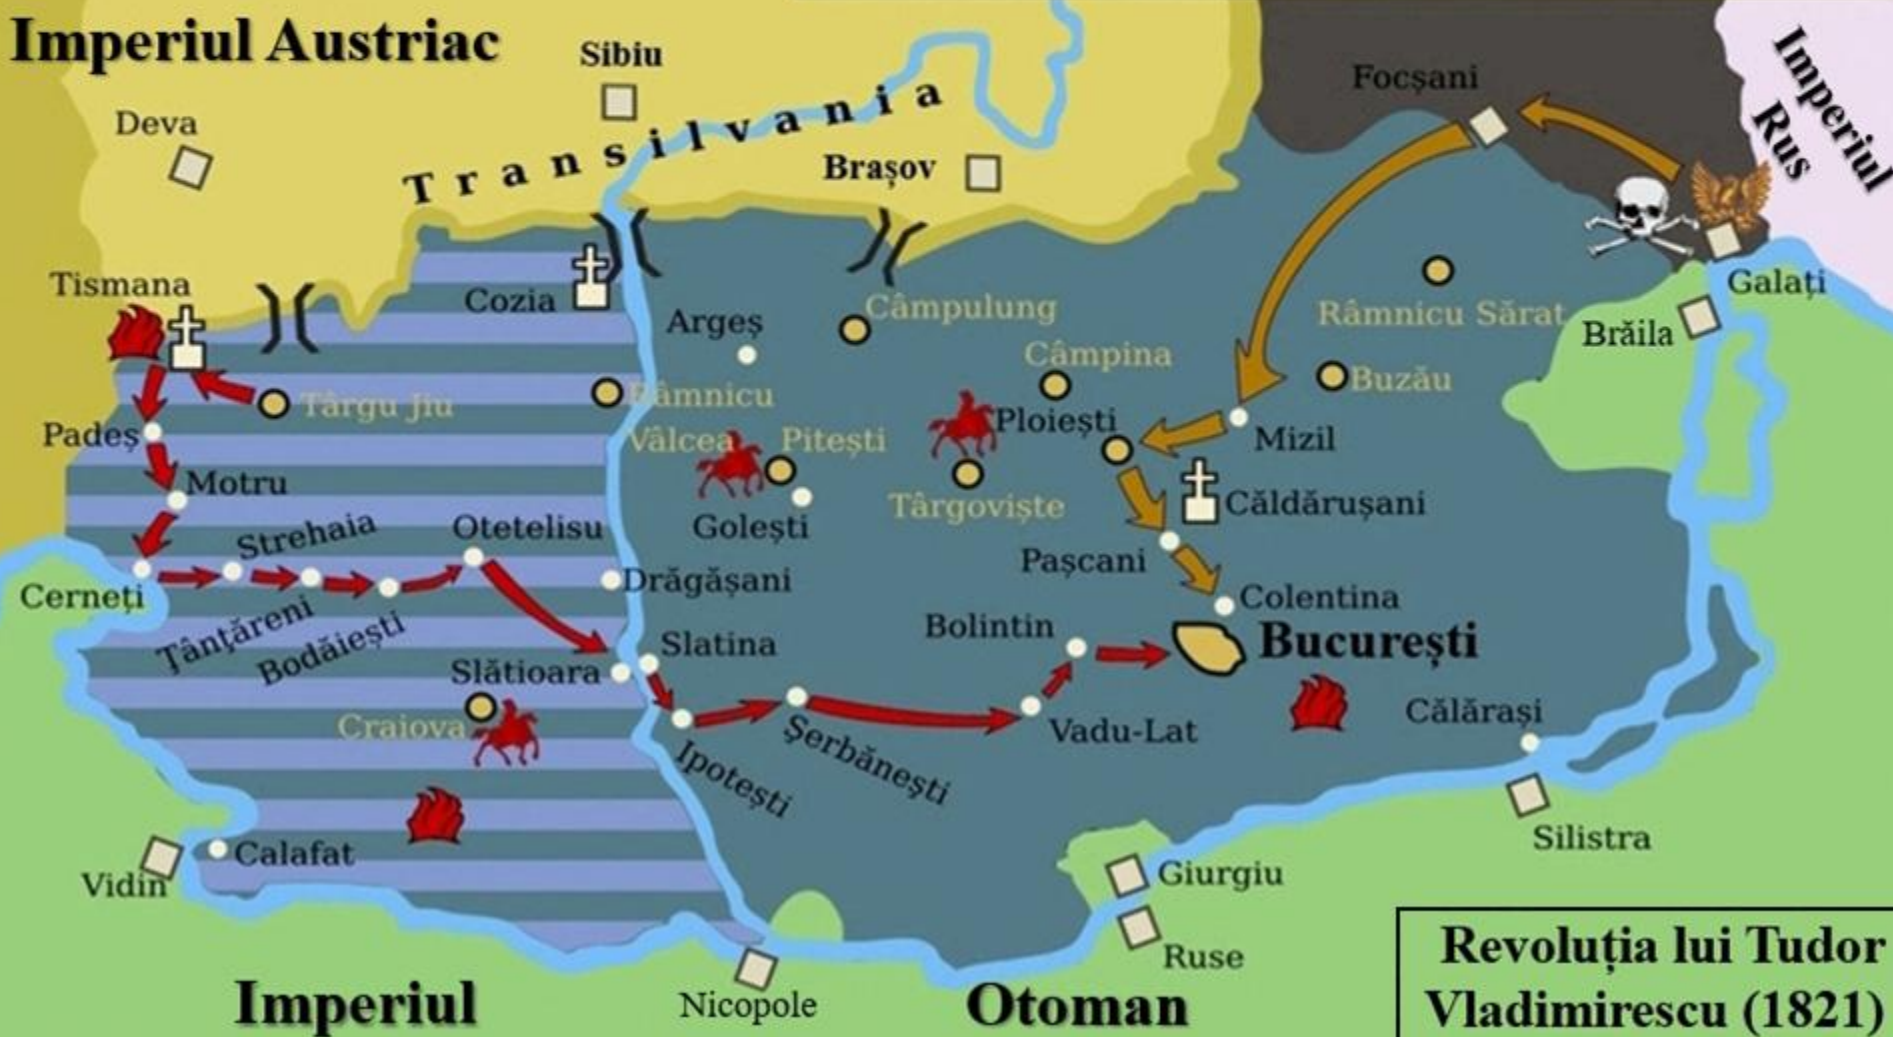 Imperiul Austriac
Sibiu
Deva
Transilvania
Brașov
Focșani
Imperiul
Rus
Tismana
Cozia
Argeș
Câmpulung
Râmnicu Sărat
Galați
Brăila
Câmpina
Târgu Jiu
Râmnicu
Vâlcea
Pitești
Ploiești
Buzău
Mizil
Padeș
Motru
Golești
Târgoviște
Căldărușani
Strehaia
Otetelisu
Pașcani
Cerneți
Drăgășani
Colentina
Țânțăreni
Bodăiești
Bolintin
București
Slatina
Slătioara
Craiova
Ipotești
Șerbănești
Vadu-Lat
Călărași
Calafat
Vidin
Giurgiu
Silistra
Ruse
Nicopole
Imperiul
Otoman
Revoluția lui Tudor
Vladimirescu (1821)